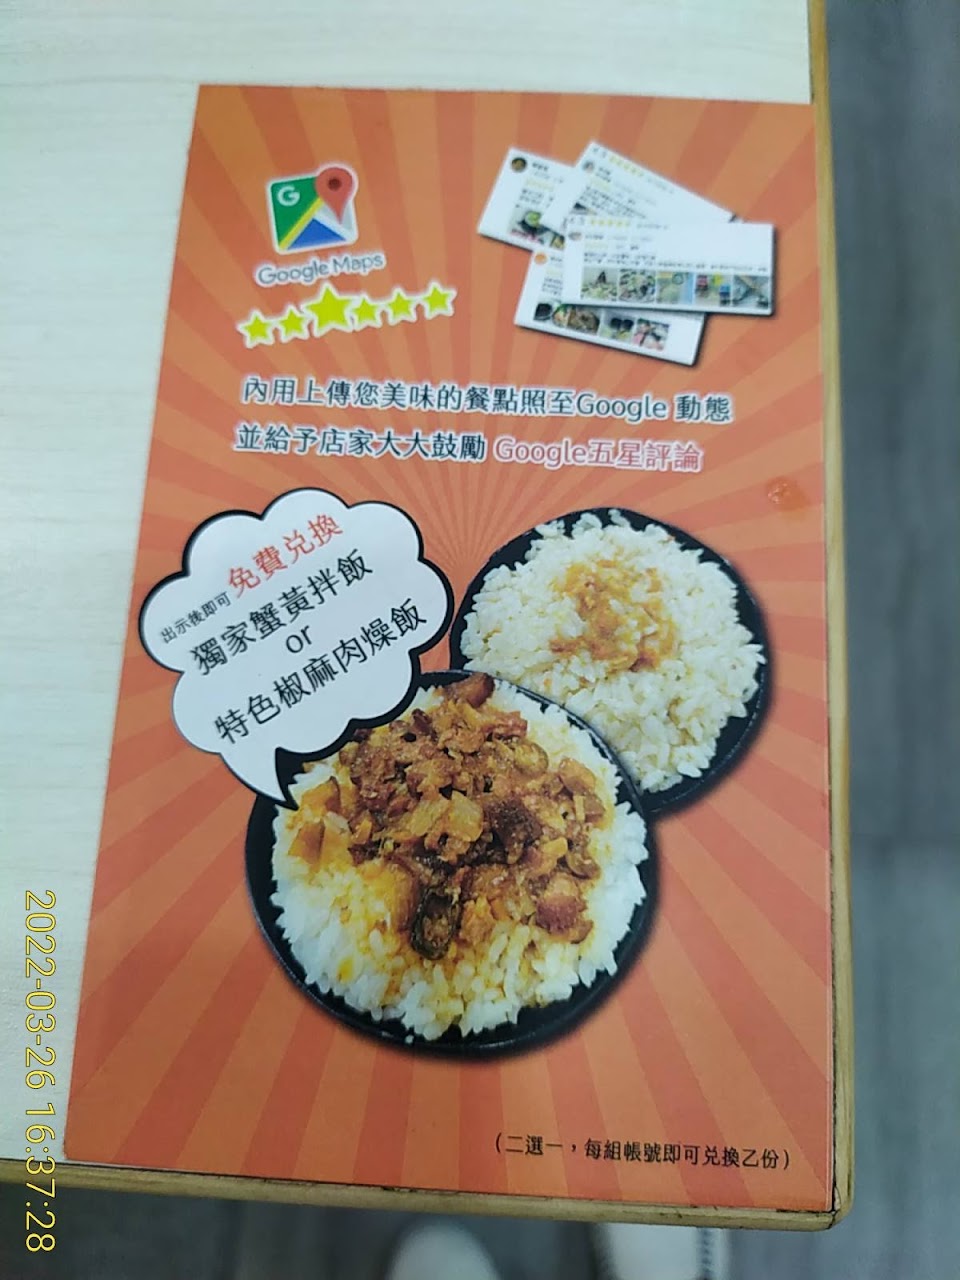 G
Google Maps
內用上傳您美味的餐點照至Google 動態
並給予店家大大鼓勵 Google五星評論
出示後即可 免費兌換
獨家蟹黃拌飯
or
特色椒麻肉燥飯
(二選一，每組帳號即可兌換乙份)
2022-03-26 16:37:28